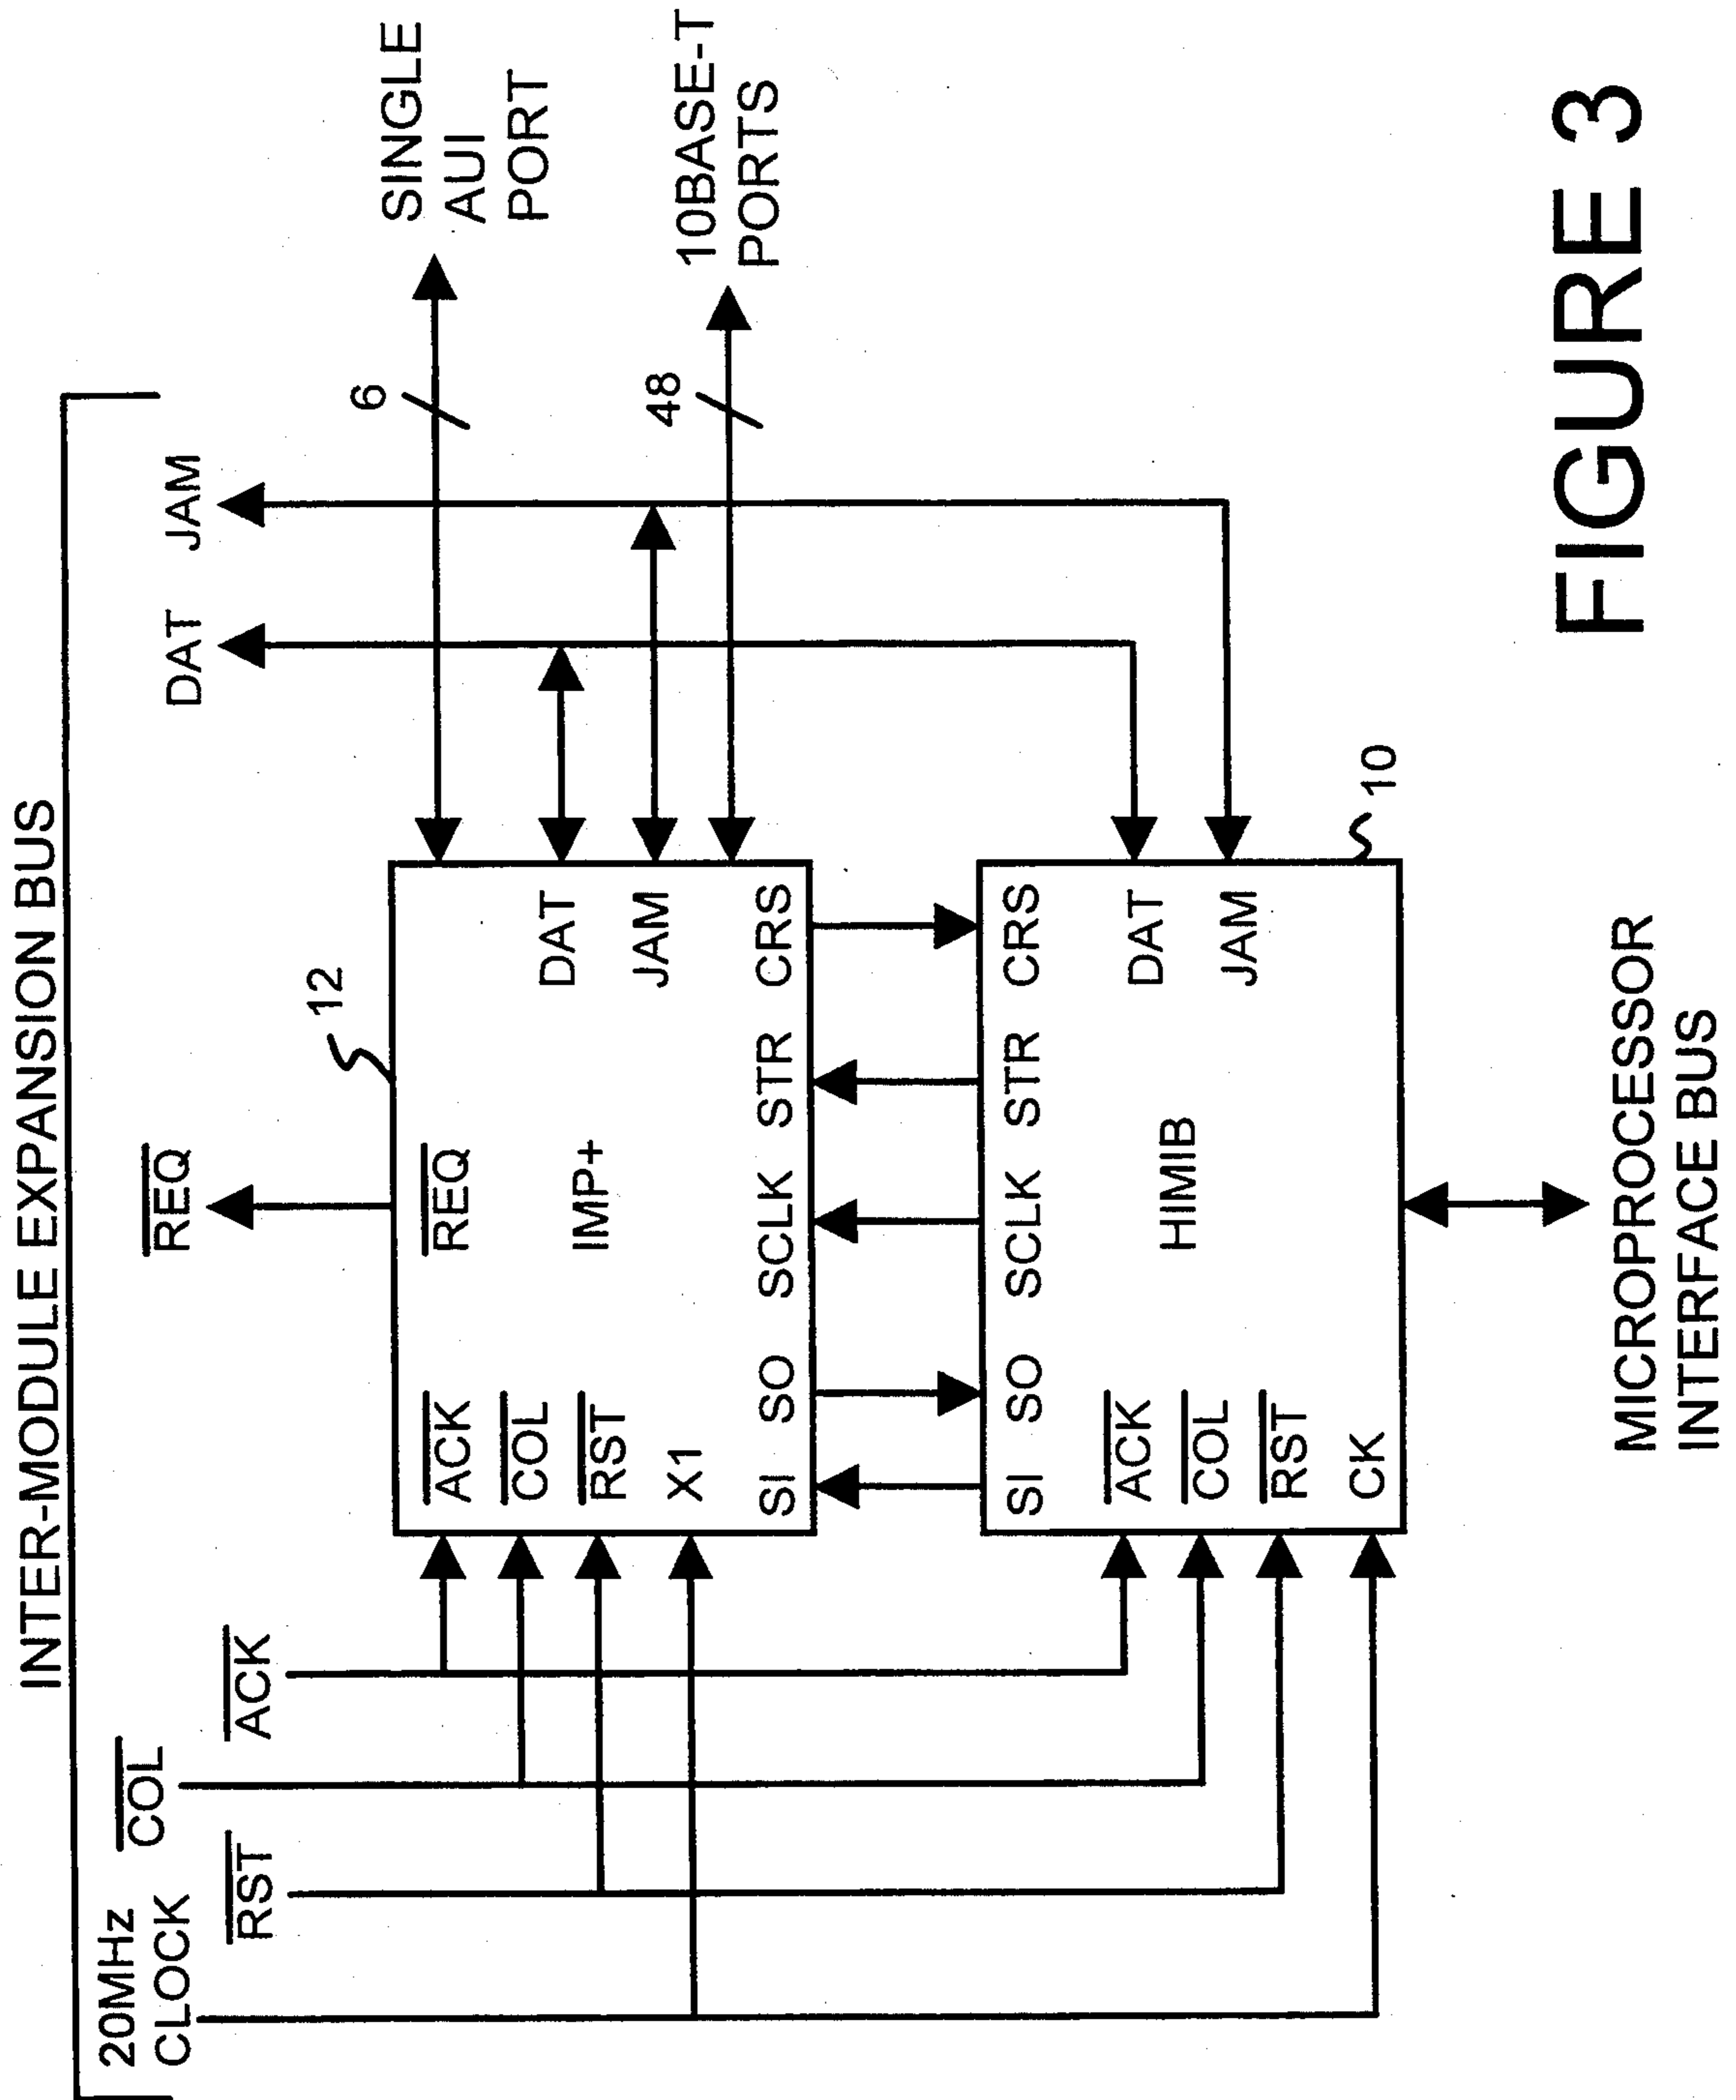 INTER-MODULE EXPANSION BUS
20MHz
CLOCK
RST
COL
ACK
REQ
DAT
JAM
12
6
SINGLE
AUI
PORT
48
10BASE-T
PORTS
ACK
COL
RST
X1
REQ
IMP+
DAT
JAM
SI SO SCLK STR CRS
SI SO SCLK STR CRS
ACK
COL
RST
CK
HIMIB
DAT
JAM
10
MICROPROCESSOR
INTERFACE BUS
FIGURE 3